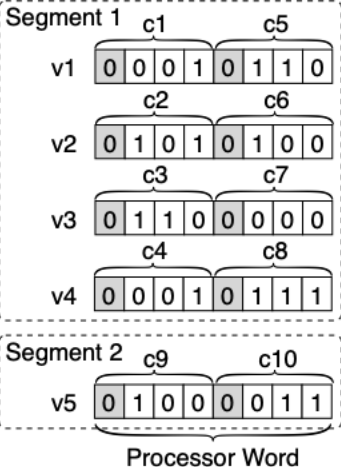 Segment 1
c1 c5
v1 0 0 0 1 0 1 1 0
c2 c6
v2 0 1 0 1 0 1 0 0
c3 c7
v3 0 1 1 0 0 0 0 0
c4 c8
v4 0 0 0 1 0 1 1 1
Segment 2
c9 c10
v5 0 1 0 0 0 0 1 1
Processor Word